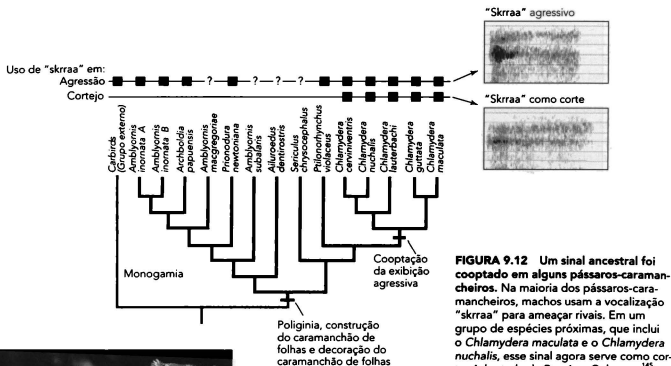 "Skrraa" agressivo
Uso de "skrraa" em:
Agressão
? ? ? ?
Cortejo
"Skrraa" como corte
Carbirds
(Grupo externo)
Amblyornis
inornata A
Amblyornis
inornata B
Archboldia
papuensis
Amblyornis
macgregoriae
Prionodura
newtoniana
Amblyornis
subalaris
Ailuroedus
dentirostris
Sericulus
chrysocephalus
Ptilonorhynchus
violaceus
Chlamydera
cerviniventris
Chlamydera
nuchalis
Chlamydera
lauterbachi
Chlamydera
guttata
Chlamydera
maculata
Monogamia
Cooptação
da exibição
agressiva
Poliginia, construção
do caramanchão de
folhas e decoração do
caramanchão de folhas
FIGURA 9.12 Um sinal ancestral foi
cooptado em alguns pássaros-caraman-
cheiros. Na maioria dos pássaros-cara-
mancheiros, machos usam a vocalização
"skrraa" para ameaçar rivais. Em um
grupo de espécies próximas, que inclui
o Chlamydera maculata e o Chlamydera
nuchalis, esse sinal agora serve como cor-